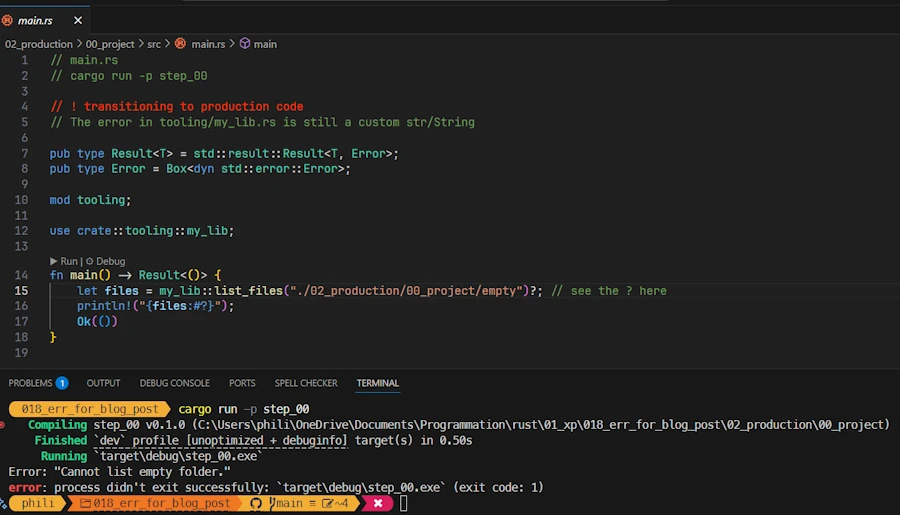 main.rs
02_production > 00_project > src > main.rs > main
1 // main.rs
2 // cargo run -p step_00
3
4 // ! transitioning to production code
5 // The error in tooling/my_lib.rs is still a custom str/String
6
7 pub type Result<T> = std::result::Result<T, Error>;
8 pub type Error = Box<dyn std::error::Error>;
9
10 mod tooling;
11
12 use crate::tooling::my_lib;
13
Run | Debug
14 fn main() -> Result<()> {
15 let files = my_lib::list_files("./02_production/00_project/empty")?; // see the ? here
16 println!("{files:#?}");
17 Ok(())
18 }
19
PROBLEMS 1 OUTPUT DEBUG CONSOLE PORTS SPELL CHECKER TERMINAL
018_err_for_blog_post cargo run -p step_00
Compiling step_00 v0.1.0 (C:\Users\phili\OneDrive\Documents\Programmation\rust\01_xp\018_err_for_blog_post\02_production\00_project)
Finished `dev` profile [unoptimized + debuginfo] target(s) in 0.50s
Running `target\debug\step_00.exe`
Error: "Cannot list empty folder."
error: process didn't exit successfully: `target\debug\step_00.exe` (exit code: 1)
phili 018_err_for_blog_post main = ~4